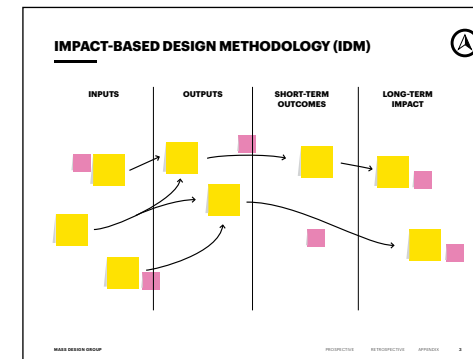 IMPACT-BASED DESIGN METHODOLOGY (IDM)
INPUTS
OUTPUTS
SHORT-TERM
OUTCOMES
LONG-TERM
IMPACT
MASS DESIGN GROUP
PROSPECTIVE RETROSPECTIVE APPENDIX 3